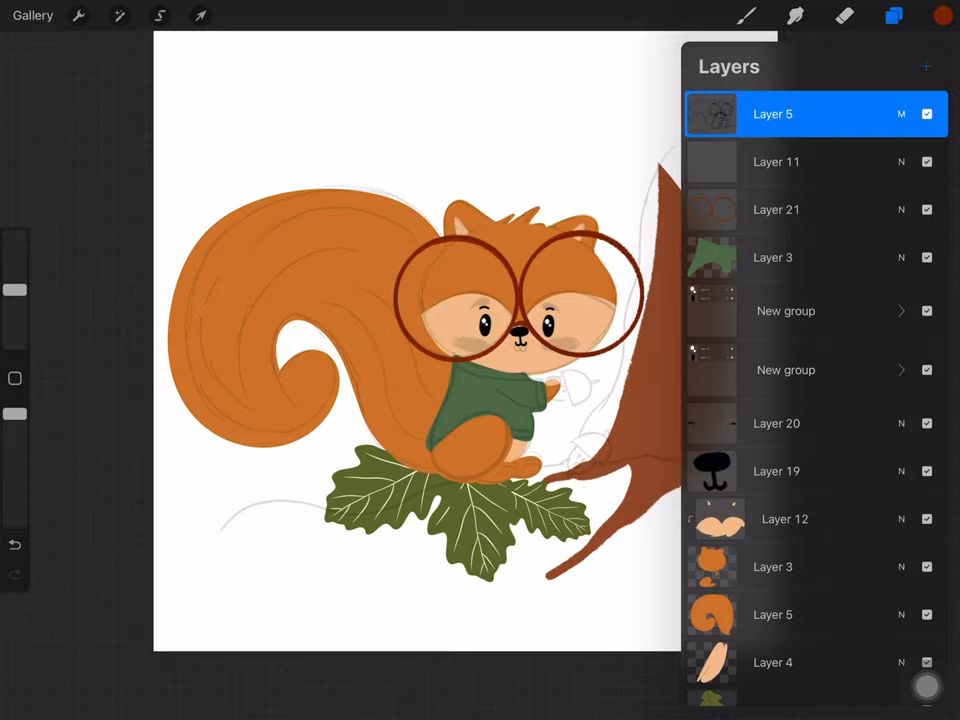 Gallery
Layers
Layer 5 M
Layer 11 N
Layer 21 N
Layer 3 N
New group
New group
Layer 20 N
Layer 19 N
Layer 12 N
Layer 3 N
Layer 5 N
Layer 4 N